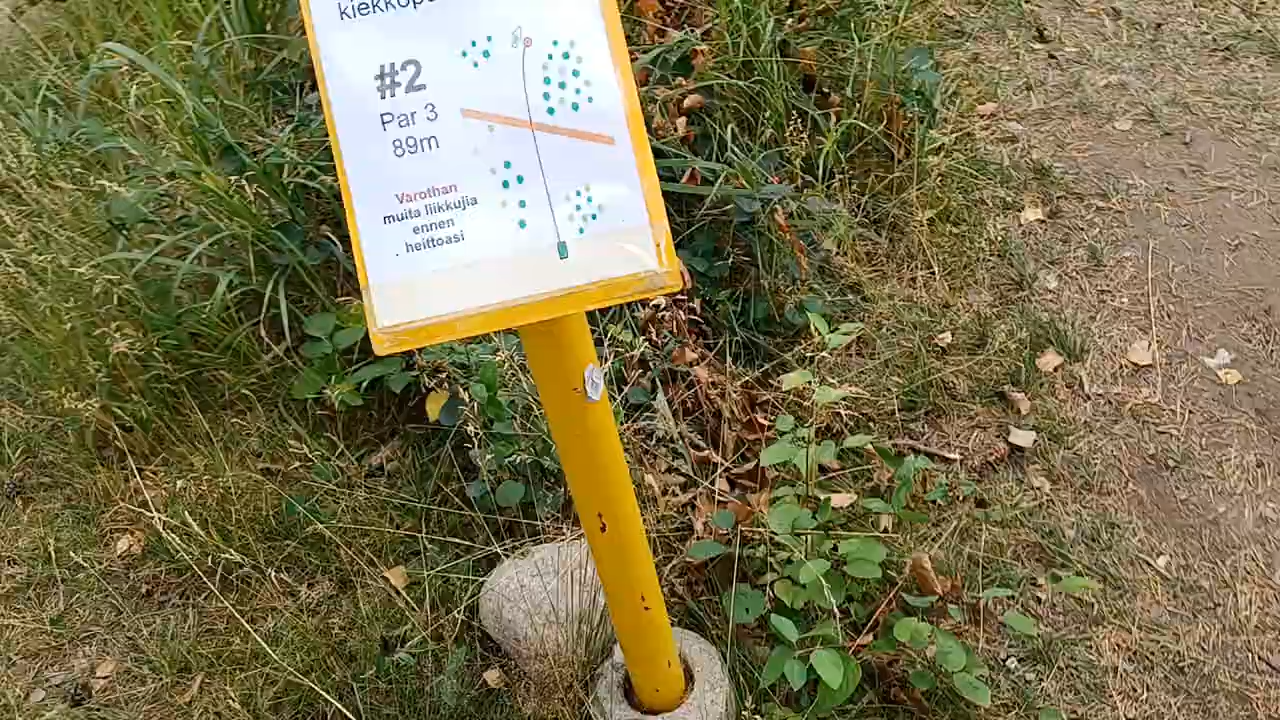 #2
Par 3
89m
Varothan
muita liikkujia
ennen
heittoasi